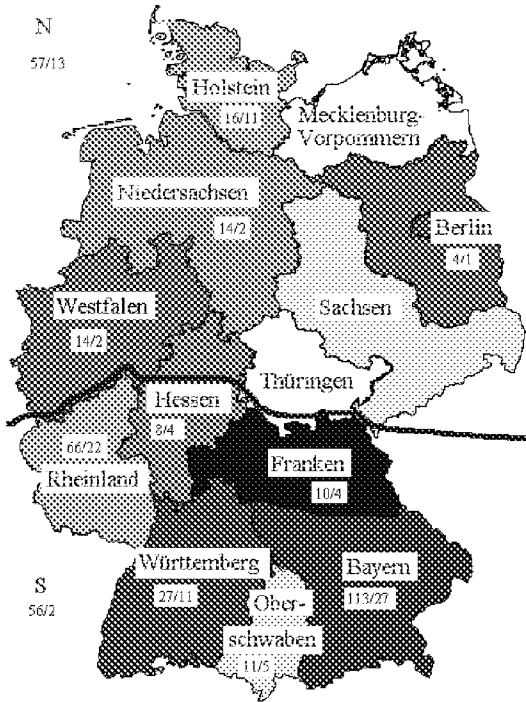 N
57/13
Holstein
16/11
Mecklenburg-
Vorpommern
Niedersachsen
14/2
Berlin
4/1
Westfalen
14/2
Sachsen
Thüringen
Hessen
8/4
66/22
Rheinland
Franken
10/4
Württemberg
27/11
Bayern
113/27
S
56/2
Ober-
schwaben
11/5